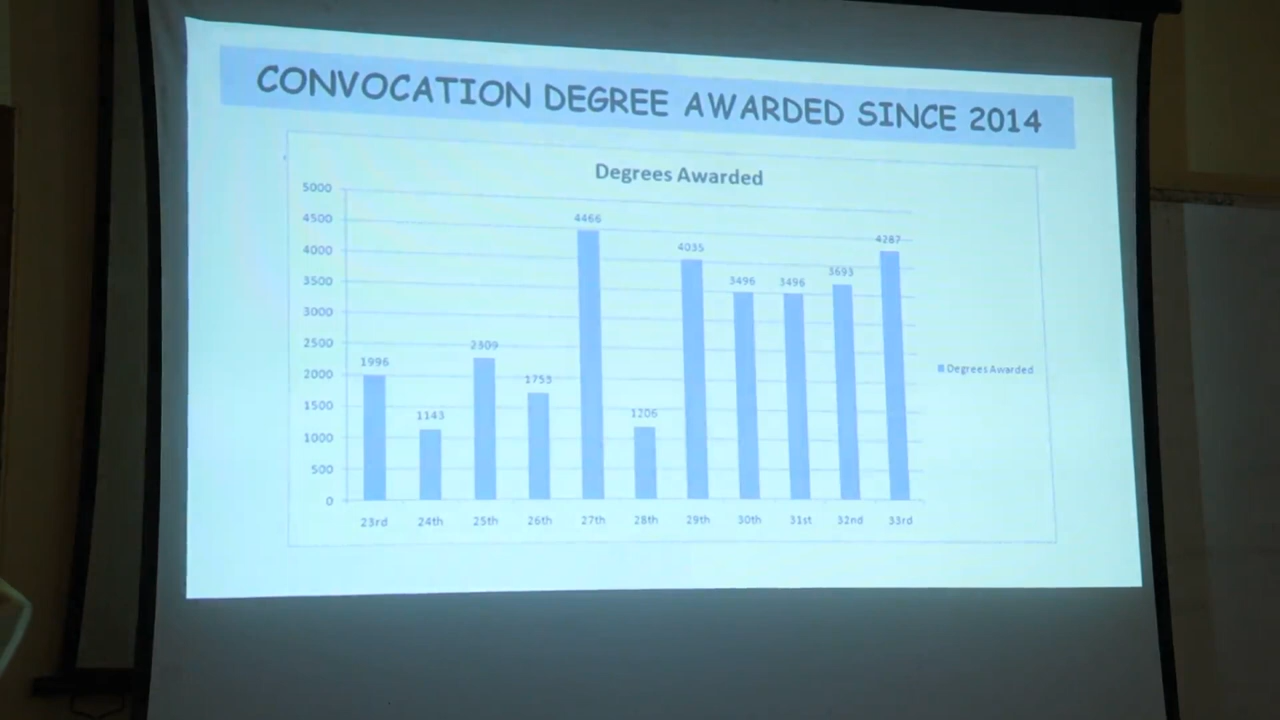 CONVOCATION DEGREE AWARDED SINCE 2014
Degrees Awarded
5000
4500
4000
3500
3000
2500
2000
1500
1000
500
0
1996
1143
2309
1753
4466
1206
4035
3496
3496
3693
4287
23rd
24th
25th
26th
27th
28th
29th
30th
31st
32nd
33rd
Degrees Awarded